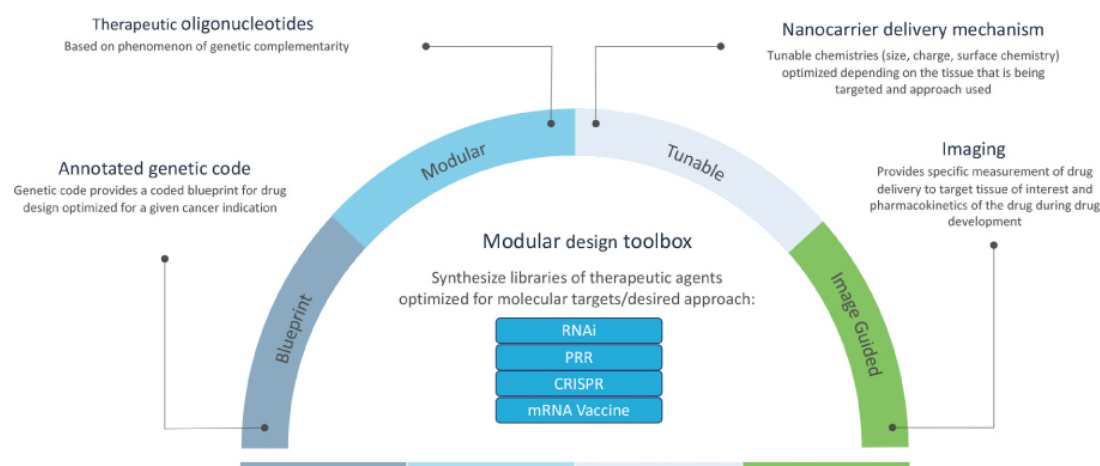 Therapeutic oligonucleotides
Based on phenomenon of genetic complementarity
Nanocarrier delivery mechanism
Tunable chemistries (size, charge, surface chemistry)
optimized depending on the tissue that is being
targeted and approach used
Annotated genetic code
Genetic code provides a coded blueprint for drug
design optimized for a given cancer indication
Imaging
Provides specific measurement of drug
delivery to target tissue of interest and
pharmacokinetics of the drug during drug
development
Blueprint
Modular
Tunable
Image Guided
Modular design toolbox
Synthesize libraries of therapeutic agents
optimized for molecular targets/desired approach:
RNAi
PRR
CRISPR
mRNA Vaccine